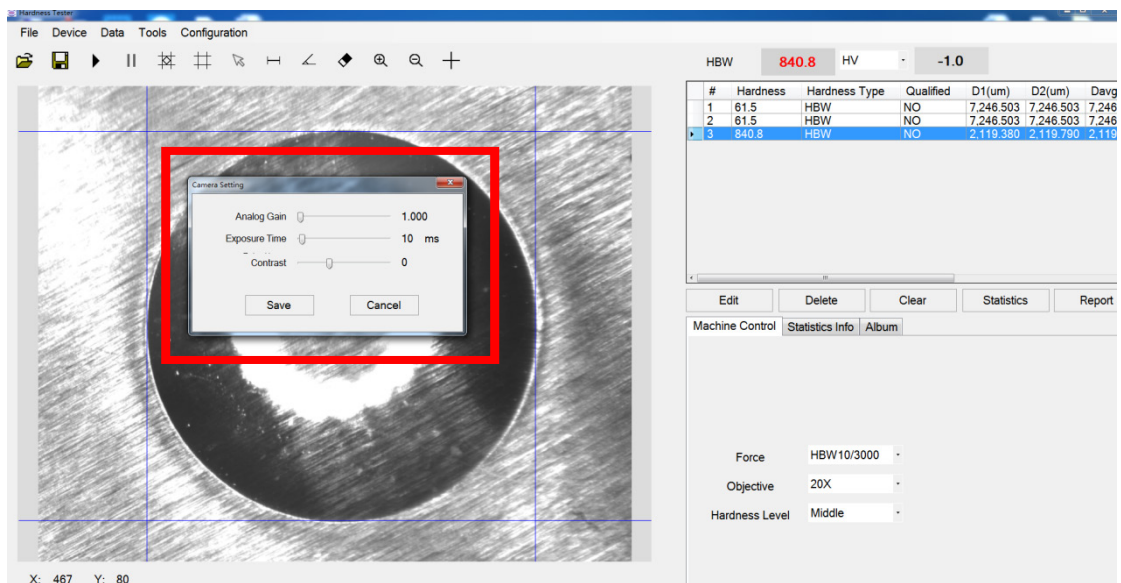 Hardness Tester
File Device Data Tools Configuration
HBW 840.8 HV -1.0
# Hardness Hardness Type Qualified D1(um) D2(um) Davg
1 61.5 HBW NO 7,246.503 7,246.503 7,246
2 61.5 HBW NO 7,246.503 7,246.503 7,246
3 840.8 HBW NO 2,119.380 2,119.790 2,119
Camera Setting
Analog Gain 1.000
Exposure Time 10 ms
Contrast 0
Save Cancel
Edit Delete Clear Statistics Report
Machine Control Statistics Info Album
Force HBW10/3000
Objective 20X
Hardness Level Middle
X: 467 Y: 80